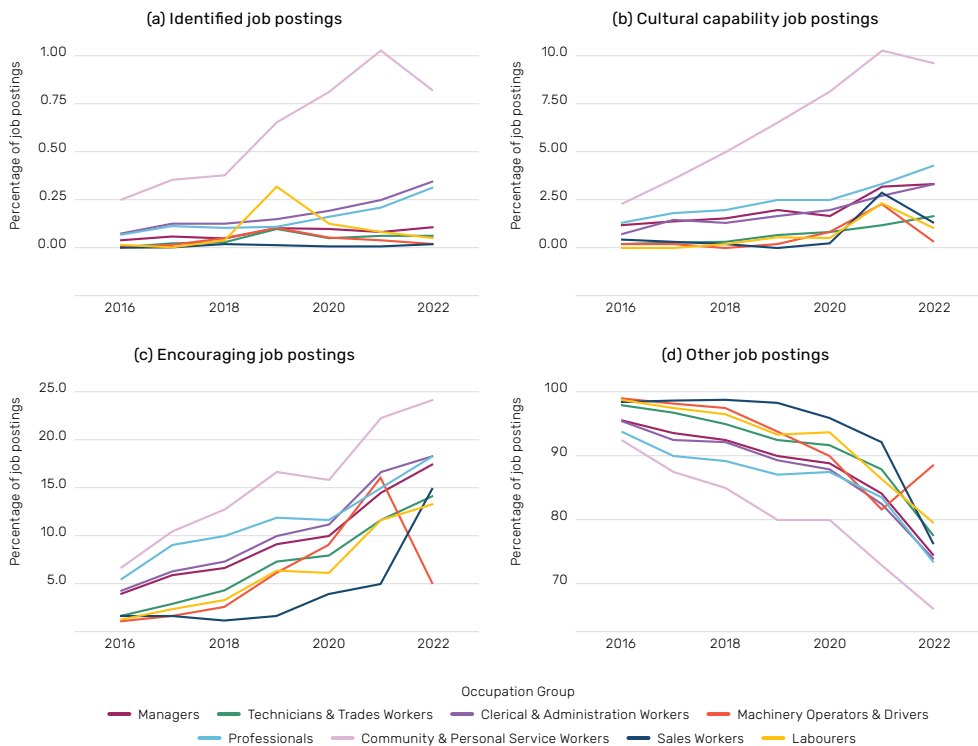 (a) Identified job postings
Percentage of job postings
1.00
0.75
0.50
0.25
0.00
2016 2018 2020 2022
(b) Cultural capability job postings
Percentage of job postings
10.0
7.50
5.00
2.50
0.00
2016 2018 2020 2022
(c) Encouraging job postings
Percentage of job postings
25.0
20.0
15.0
10.0
5.0
2016 2018 2020 2022
(d) Other job postings
Percentage of job postings
100
90
80
70
2016 2018 2020 2022
Occupation Group
Managers Technicians & Trades Workers Clerical & Administration Workers Machinery Operators & Drivers
Professionals Community & Personal Service Workers Sales Workers Labourers